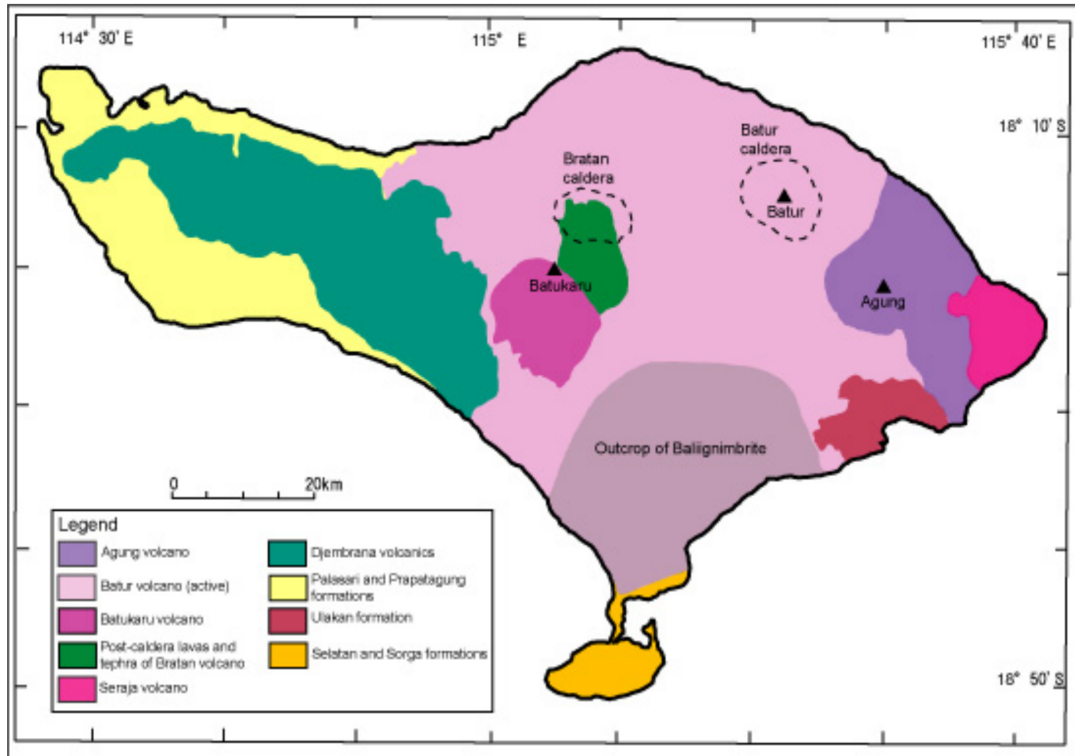 114° 30' E
115° E
115° 40' E
18° 10' S
Batur
caldera
Bratan
caldera
Batur
Batukaru
Agung
Outcrop of Baliignimbrite
0 20km
Legend
Agung volcano
Batur volcano (active)
Batukaru volcano
Post-caldera lavas and
tephra of Bratan volcano
Seraja volcano
Djembrana volcanics
Palasari and Prapatagung
formations
Ulakan formation
Selatan and Sorga formations
18° 50' S